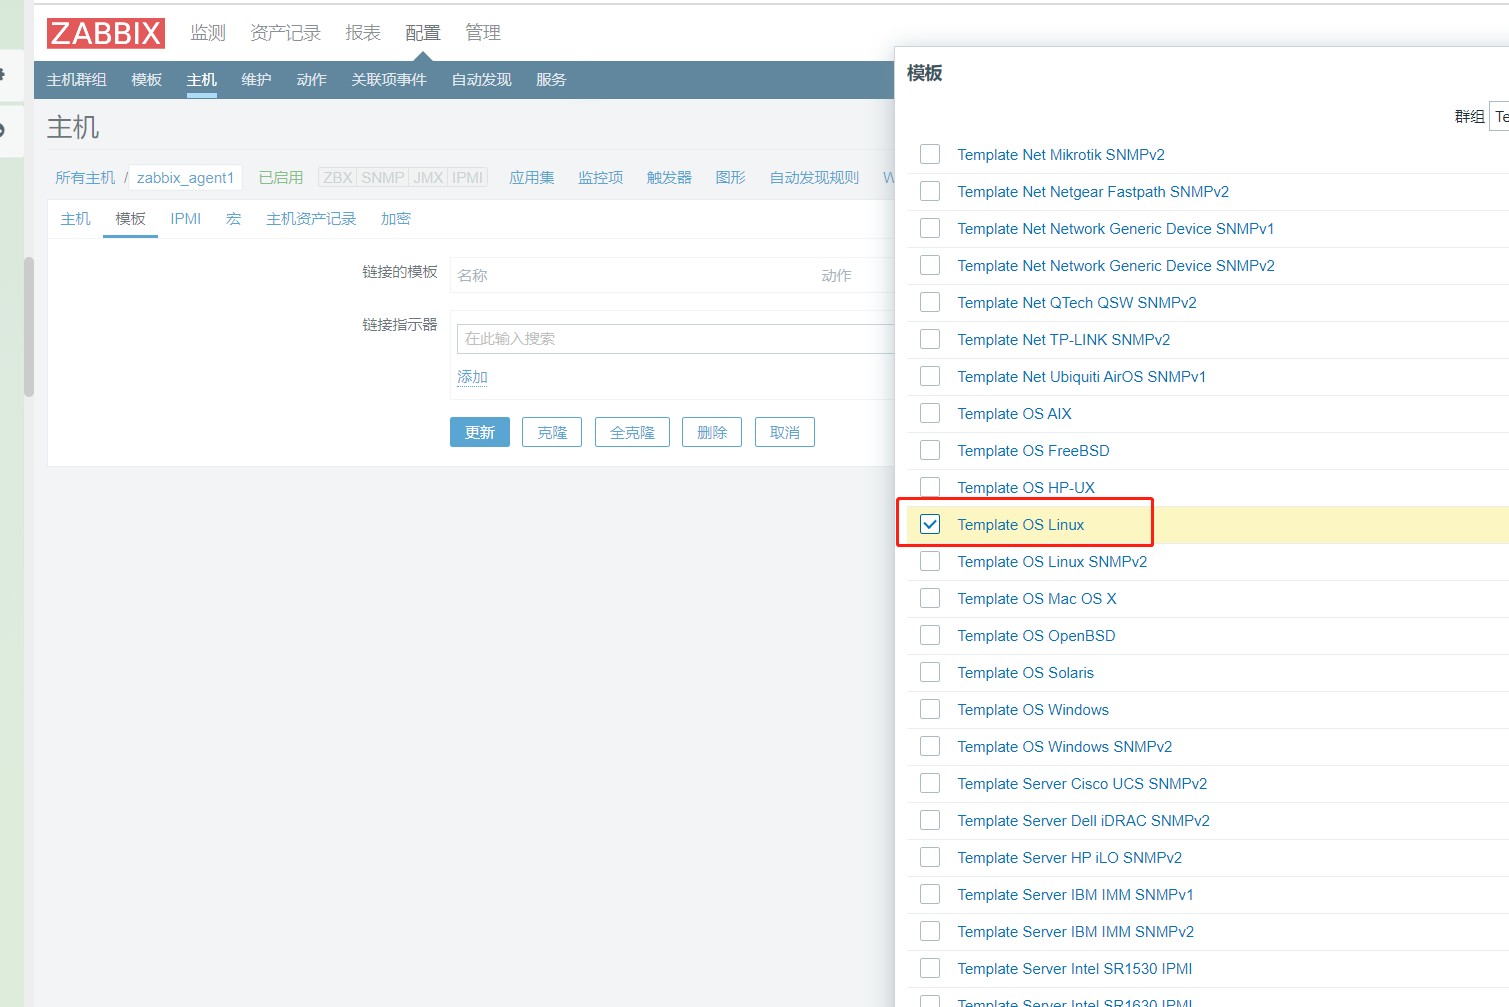 ZABBIX 监测 资产记录 报表 配置 管理
主机群组 模板 主机 维护 动作 关联项事件 自动发现 服务
主机
所有主机 / zabbix_agent1 已启用 ZBX SNMP JMX IPMI 应用集 监控项 触发器 图形 自动发现规则 W
主机 模板 IPMI 宏 主机资产记录 加密
链接的模板 名称 动作
链接指示器
在此输入搜索
添加
更新 克隆 全克隆 删除 取消
模板
群组 Te
Template Net Mikrotik SNMPv2
Template Net Netgear Fastpath SNMPv2
Template Net Network Generic Device SNMPv1
Template Net Network Generic Device SNMPv2
Template Net QTech QSW SNMPv2
Template Net TP-LINK SNMPv2
Template Net Ubiquiti AirOS SNMPv1
Template OS AIX
Template OS FreeBSD
Template OS HP-UX
Template OS Linux
Template OS Linux SNMPv2
Template OS Mac OS X
Template OS OpenBSD
Template OS Solaris
Template OS Windows
Template OS Windows SNMPv2
Template Server Cisco UCS SNMPv2
Template Server Dell iDRAC SNMPv2
Template Server HP iLO SNMPv2
Template Server IBM IMM SNMPv1
Template Server IBM IMM SNMPv2
Template Server Intel SR1530 IPMI
Template Server Intel SR1630 IPMI